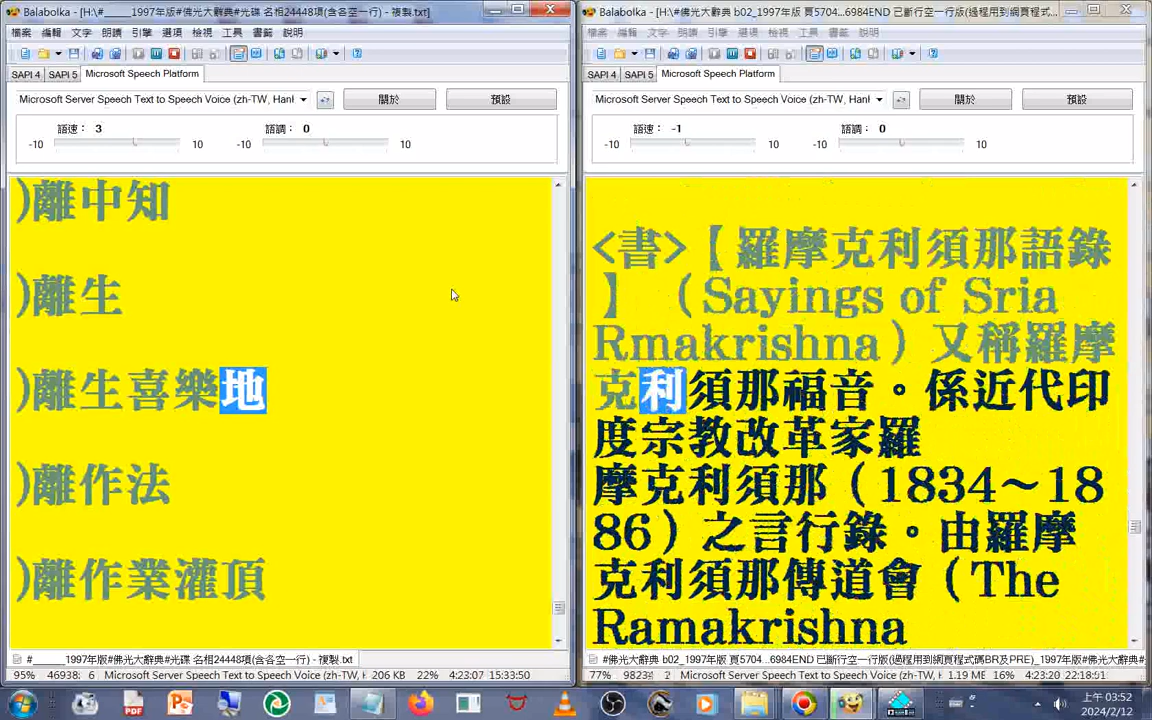 Balabolka - [H:\#_____1997年版#佛光大辭典#光碟 名相24448項(含各空一行) - 複製.txt]
檔案 編輯 文字 朗讀 引擎 選項 檢視 工具 書籤 說明
SAPI 4 SAPI 5 Microsoft Speech Platform
Microsoft Server Speech Text to Speech Voice (zh-TW, Hanl
關於 預設
語速： 3 語調： 0
-10 10 -10 10
)離中知
)離生
)離生喜樂地
)離作法
)離作業灌頂
#_____1997年版#佛光大辭典#光碟 名相24448項(含各空一行) - 複製.txt
95% 46938: 6 Microsoft Server Speech Text to Speech Voice (zh-TW, H 206 KB 22% 4:23:07 15:33:50
Balabolka - [H:\#佛光大辭典 b02_1997年版 頁5704...6984END 已斷行空一行版(過程用到網頁程式...
檔案 編輯 文字 朗讀 引擎 選項 檢視 工具 書籤 說明
SAPI 4 SAPI 5 Microsoft Speech Platform
Microsoft Server Speech Text to Speech Voice (zh-TW, Hanl
關於 預設
語速： -1 語調： 0
-10 10 -10 10
<書>【羅摩克利須那語錄
】（Sayings of Sria
Rmakrishna）又稱羅摩
克利須那福音。係近代印
度宗教改革家羅
摩克利須那（1834～18
86）之言行錄。由羅摩
克利須那傳道會（The
Ramakrishna
#佛光大辭典 b02_1997年版 頁5704...6984END 已斷行空一行版(過程用到網頁程式碼BR及PRE)_1997年版#佛光大辭典#
77% 9823 2 Microsoft Server Speech Text to Speech Voice (zh-TW, H 1.19 ME 16% 4:23:20 22:18:51
上午 03:52
2024/2/12